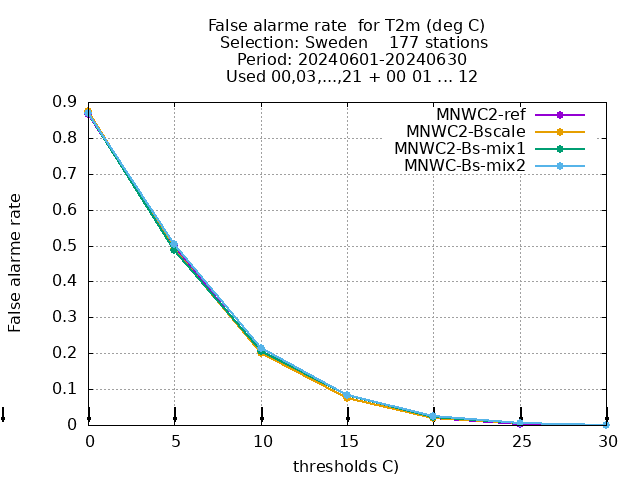 False alarme rate  for T2m (deg C)
Selection: Sweden    177 stations
Period: 20240601-20240630
Used 00,03,...,21 + 00 01 ... 12
MNWC2-ref
MNWC2-Bscale
MNWC2-Bs-mix1
MNWC-Bs-mix2
False alarme rate
0.9
0.8
0.7
0.6
0.5
0.4
0.3
0.2
0.1
0
0 5 10 15 20 25 30
thresholds C)